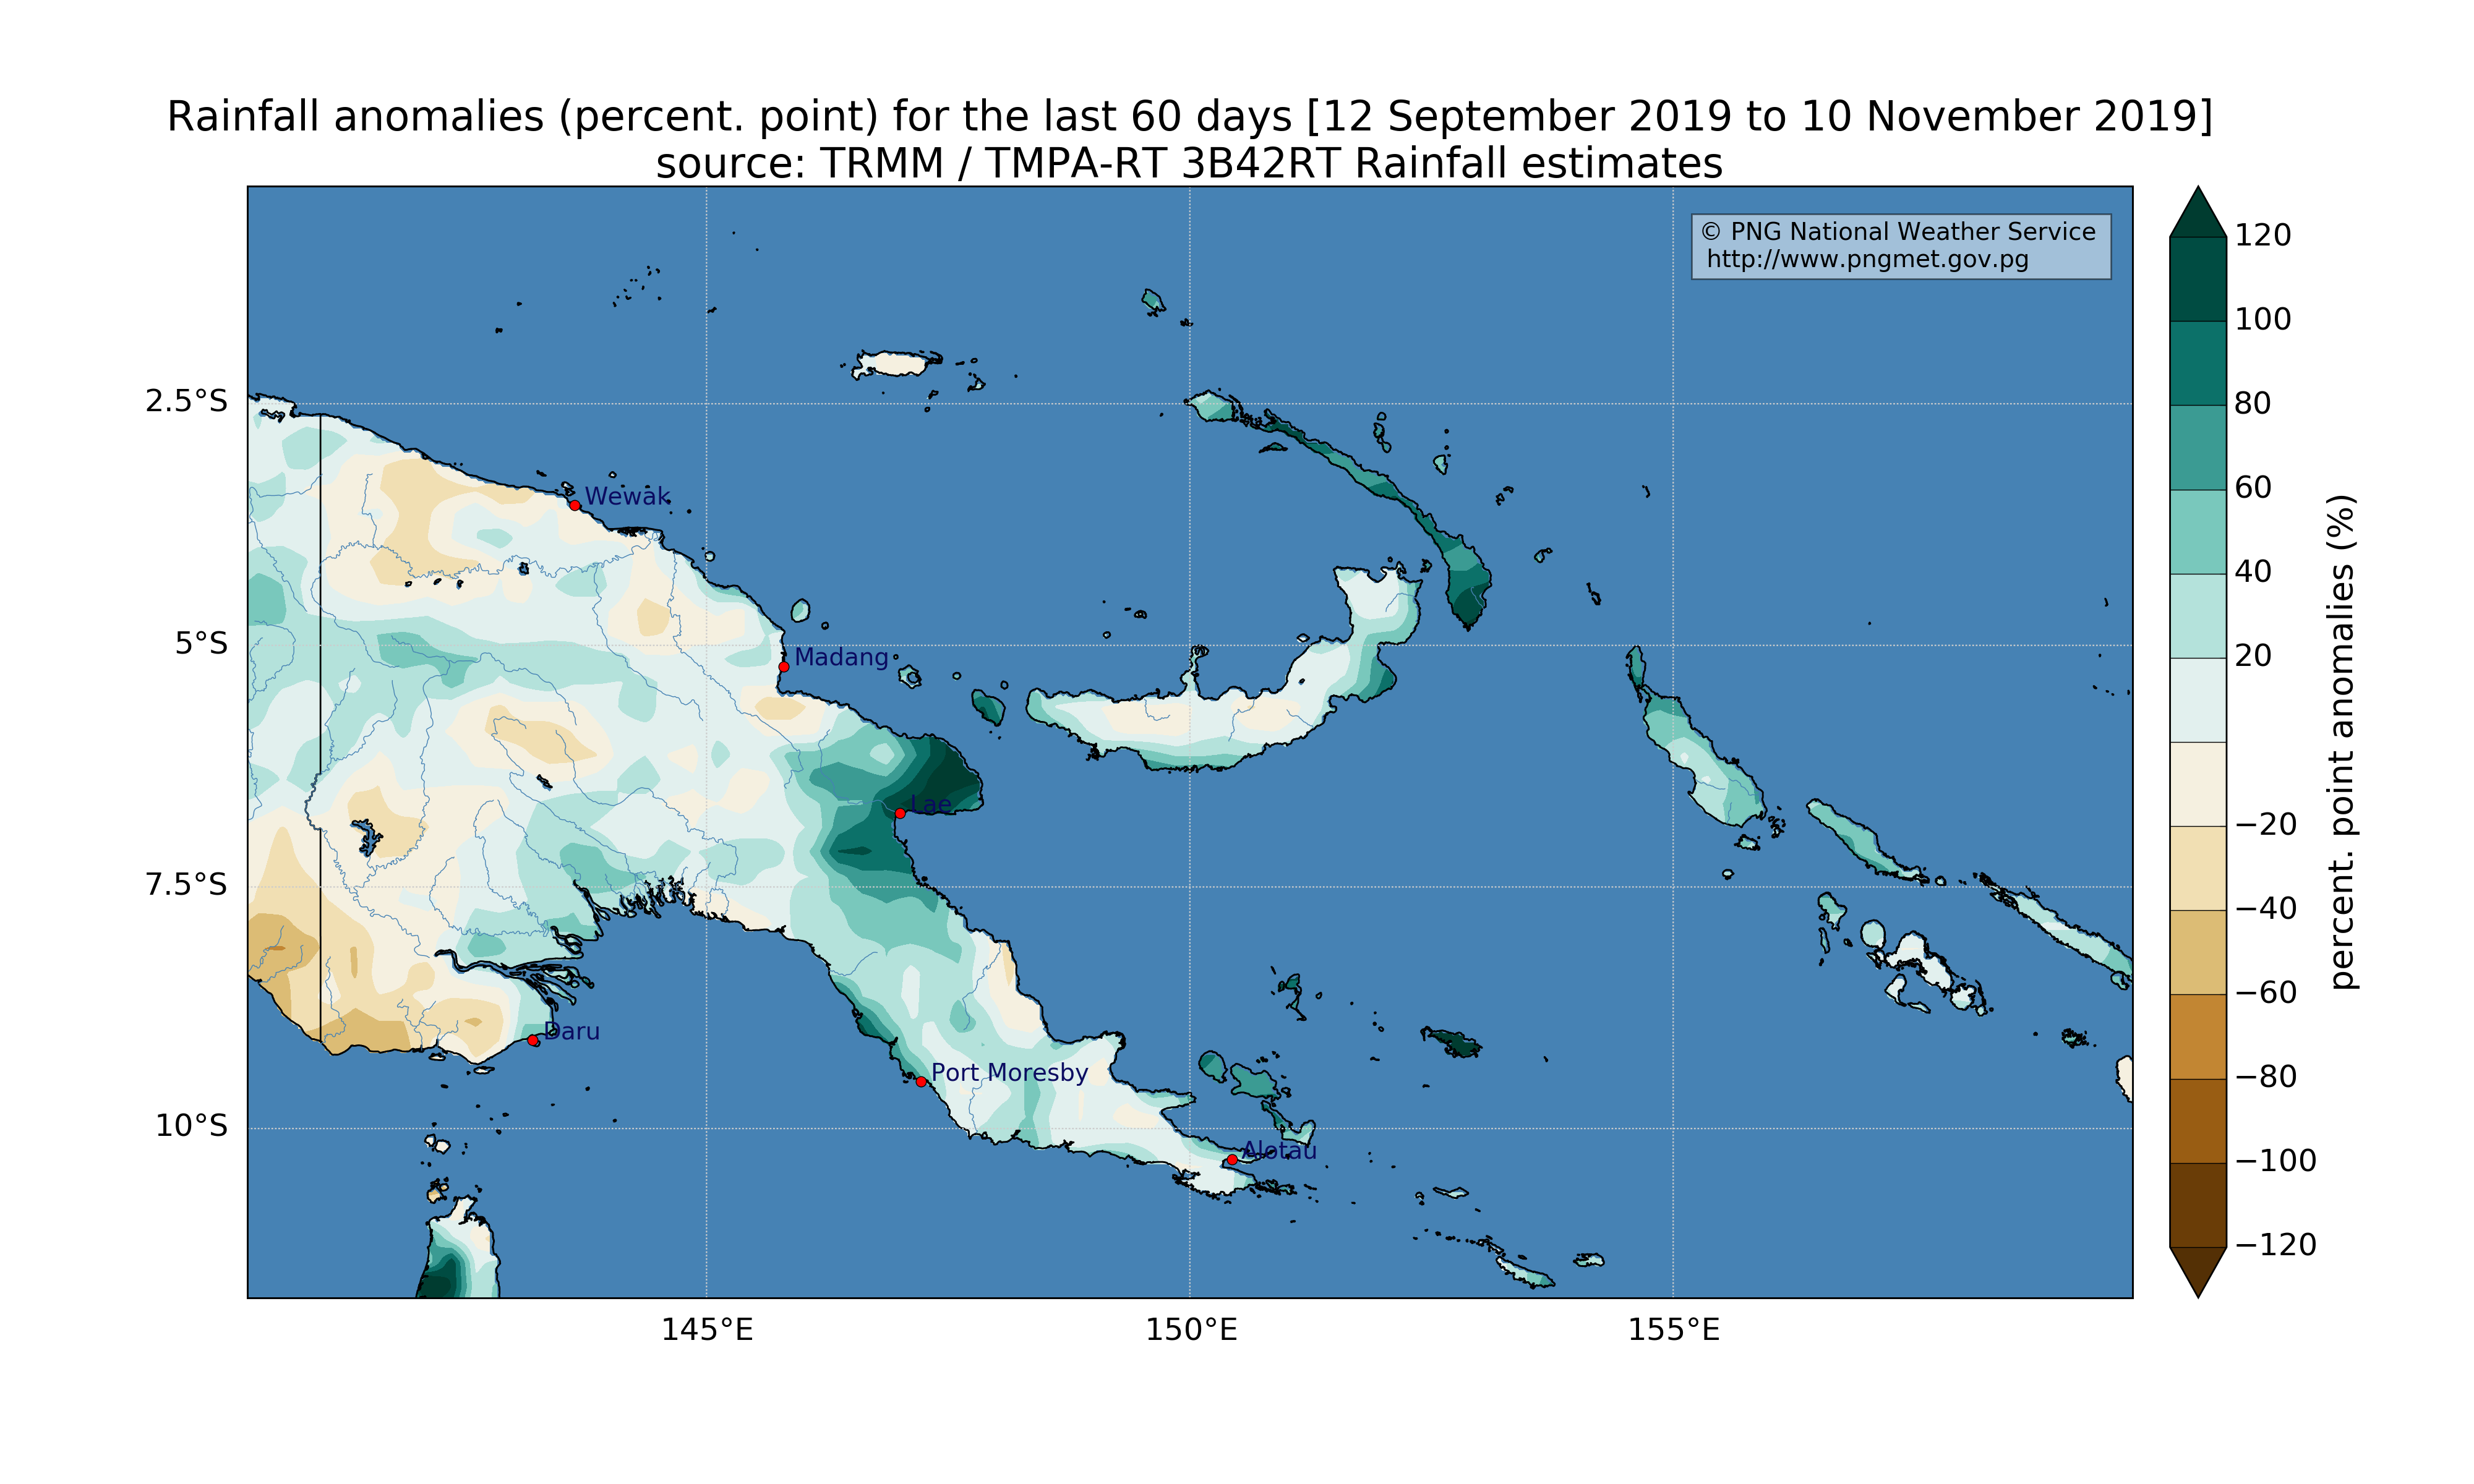 Rainfall anomalies (percent. point) for the last 60 days [12 September 2019 to 10 November 2019]
source: TRMM / TMPA-RT 3B42RT Rainfall estimates
© PNG National Weather Service
http://www.pngmet.gov.pg
2.5°S
5°S
7.5°S
10°S
Wewak
Madang
Lae
Daru
Port Moresby
Alotau
145°E
150°E
155°E
120
100
80
60
40
20
−20
−40
−60
−80
−100
−120
percent. point anomalies (%)